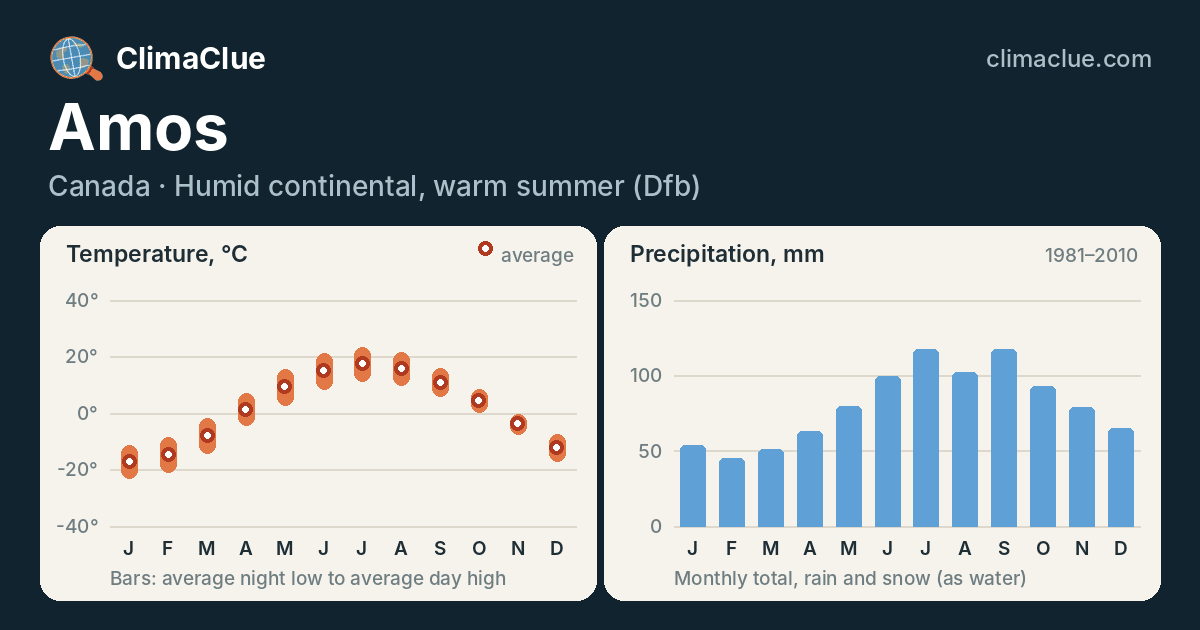 ClimaClue
climaclue.com
Amos
Canada · Humid continental, warm summer (Dfb)
Temperature, °C
average
40°
20°
0°
-20°
-40°
J F M A M J J A S O N D
Bars: average night low to average day high
Precipitation, mm
1981–2010
150
100
50
0
J F M A M J J A S O N D
Monthly total, rain and snow (as water)